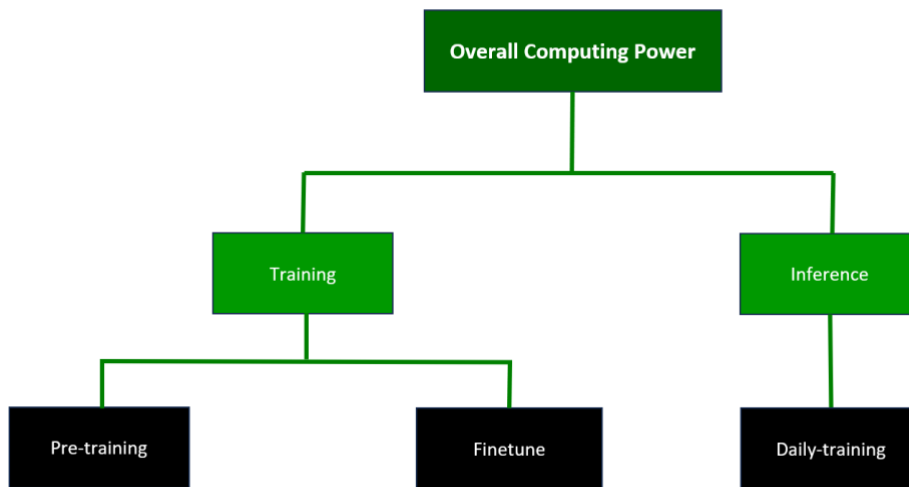 Overall Computing Power
Training
Inference
Pre-training
Finetune
Daily-training